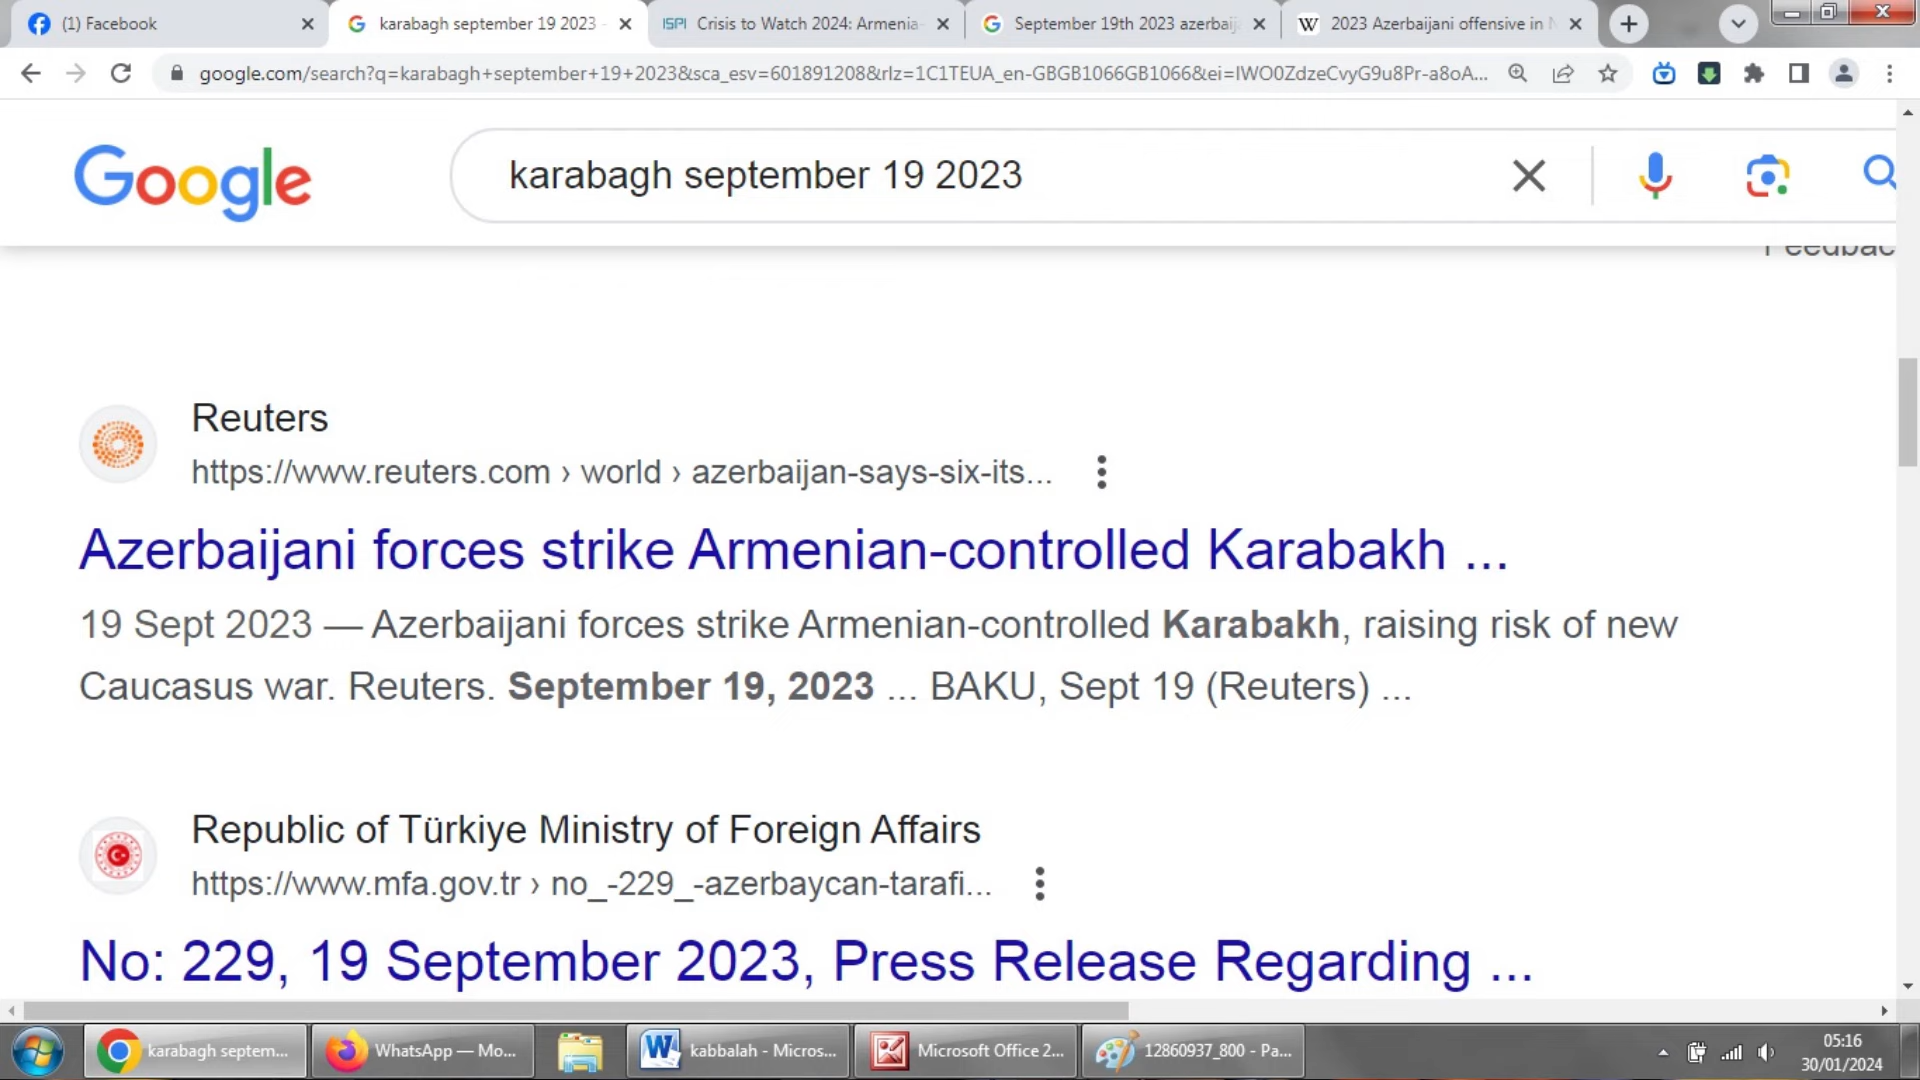 (1) Facebook
karabagh september 19 2023 -
ISPI Crisis to Watch 2024: Armenia-
September 19th 2023 azerbaij
W 2023 Azerbaijani offensive in N
google.com/search?q=karabagh+september+19+2023&sca_esv=601891208&rlz=1C1TEUA_en-GBGB1066GB1066&ei=IWO0ZdzeCvyG9u8Pr-a8oA...
Google
karabagh september 19 2023
Feedbac
Reuters
https://www.reuters.com › world › azerbaijan-says-six-its...
Azerbaijani forces strike Armenian-controlled Karabakh ...
19 Sept 2023 — Azerbaijani forces strike Armenian-controlled Karabakh, raising risk of new
Caucasus war. Reuters. September 19, 2023 ... BAKU, Sept 19 (Reuters) ...
Republic of Türkiye Ministry of Foreign Affairs
https://www.mfa.gov.tr › no_-229_-azerbaycan-tarafi...
No: 229, 19 September 2023, Press Release Regarding ...
karabagh septem...
WhatsApp — Mo...
kabbalah - Micros...
Microsoft Office 2...
12860937_800 - Pa...
05:16
30/01/2024